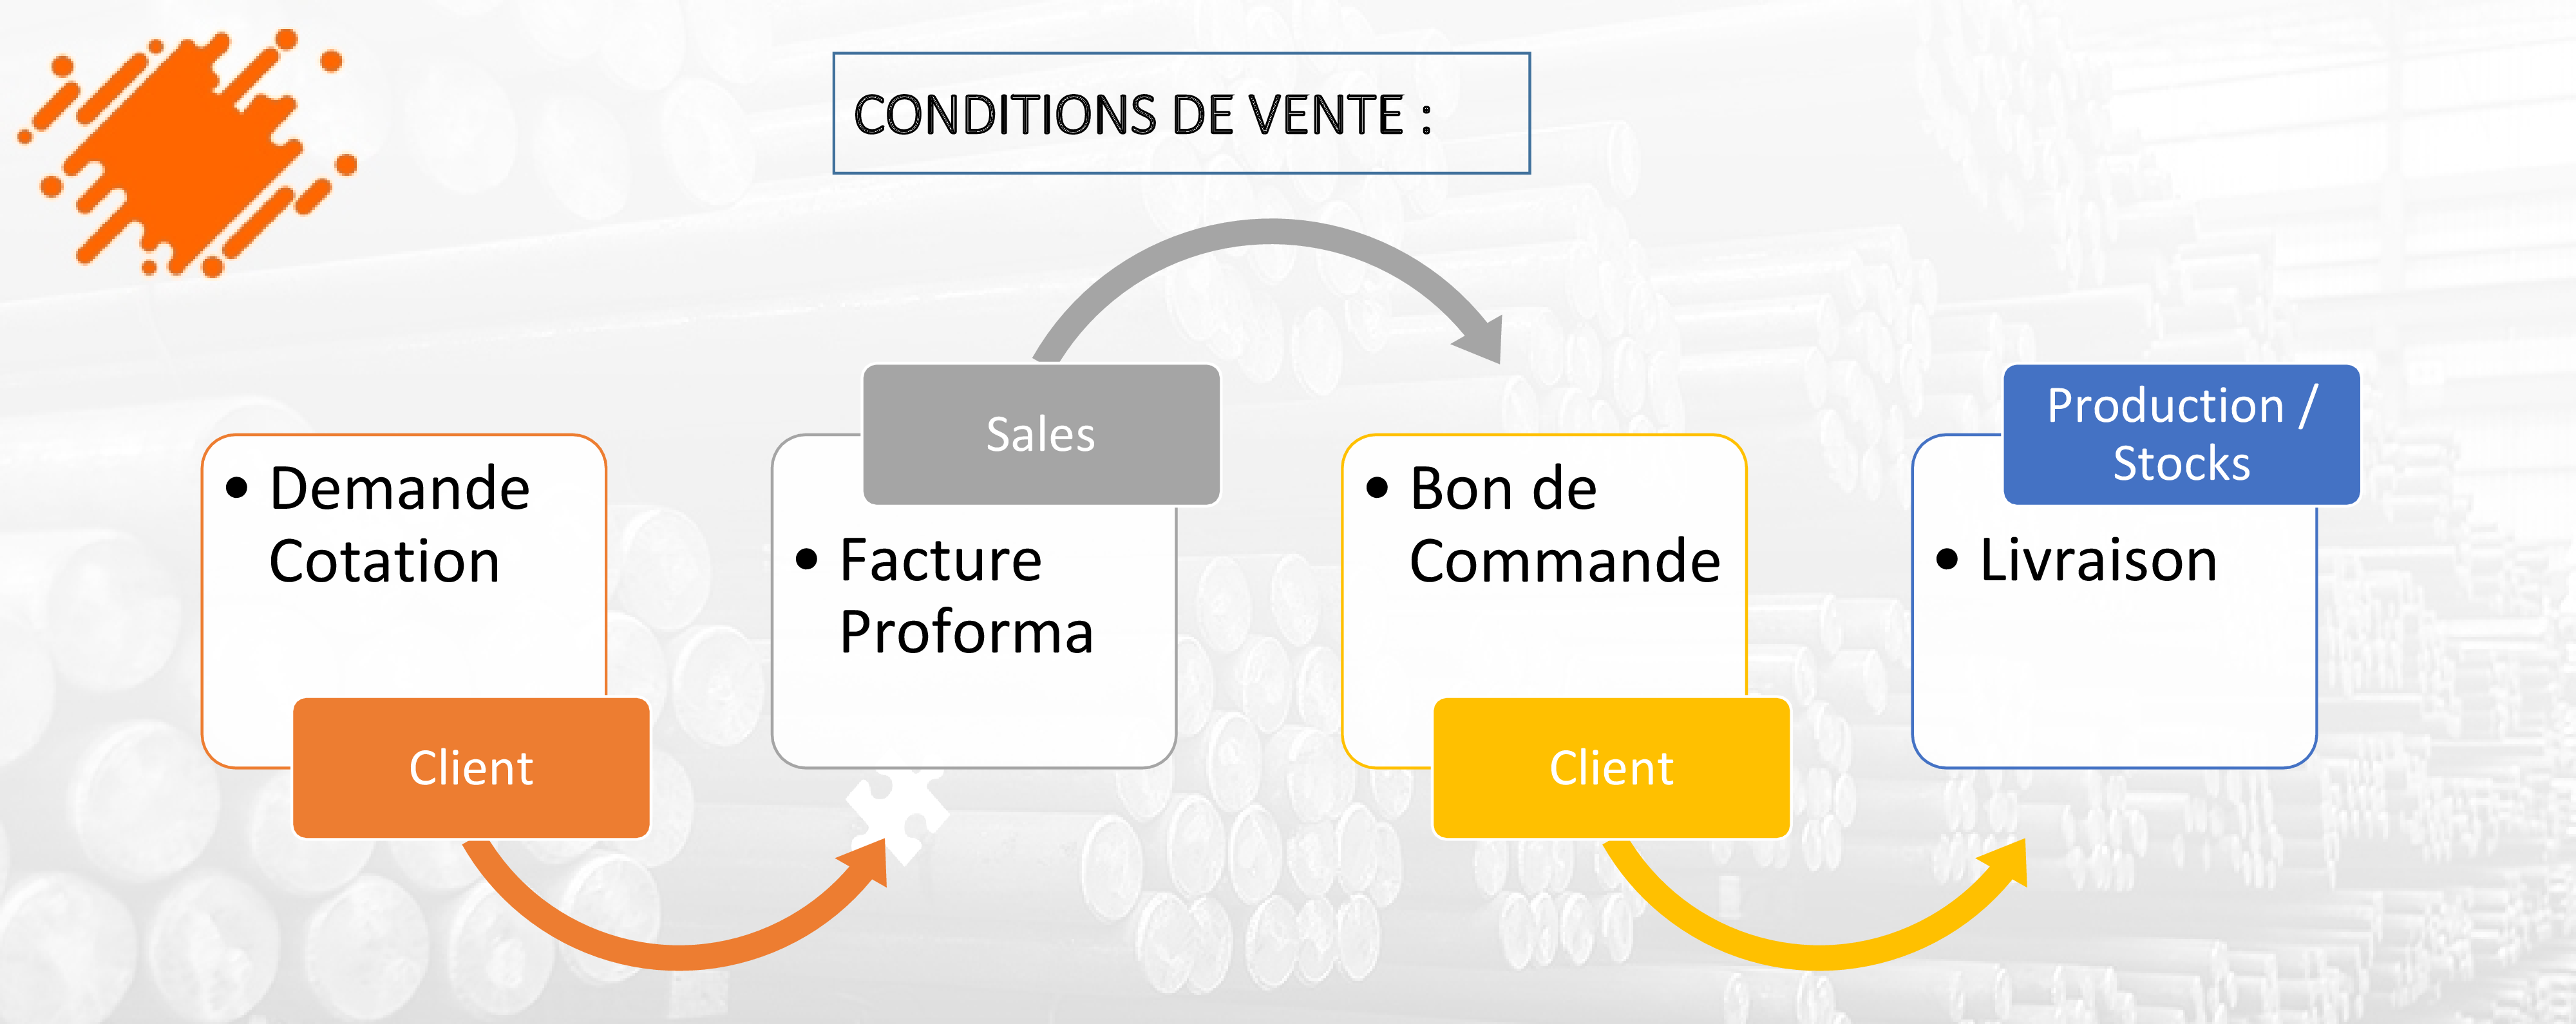 CONDITIONS DE VENTE :
• Demande
Cotation
Client
Sales
• Facture
Proforma
• Bon de
Commande
Client
Production /
Stocks
• Livraison